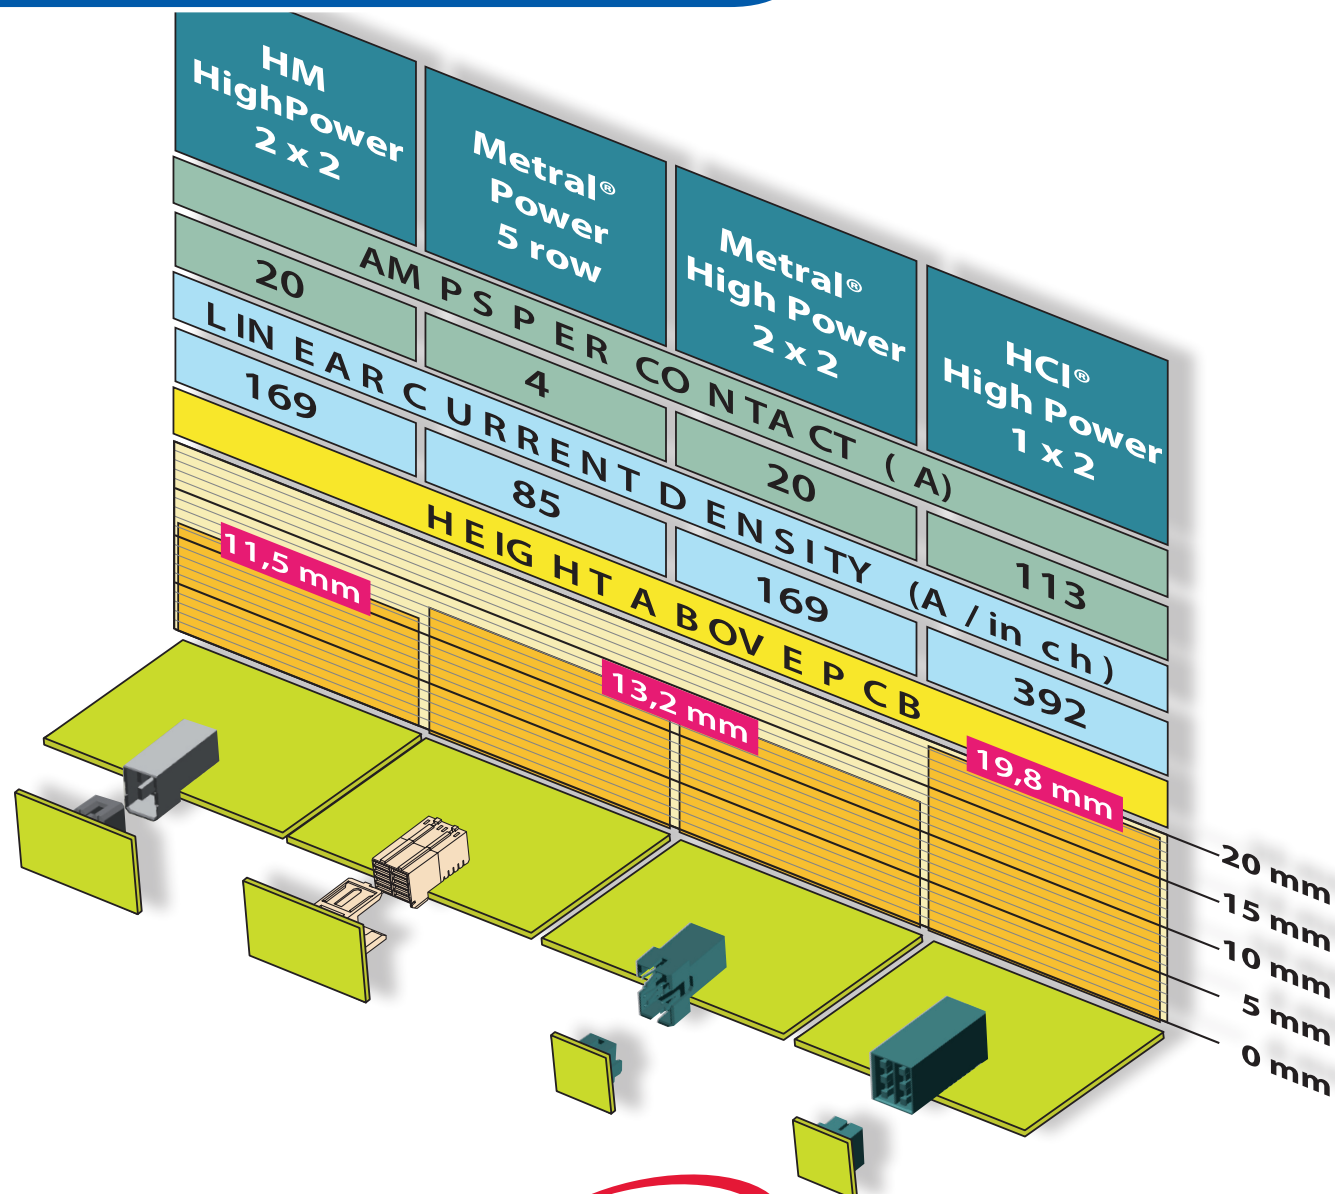 HM
HighPower
2 x 2
Metral®
Power
5 row
Metral®
High Power
2 x 2
HCI®
High Power
1 x 2
AMPS PER CONTACT (A)
20
4
20
113
LINEAR CURRENT DENSITY (A/inch)
169
85
169
392
HEIGHT ABOVE PCB
11,5 mm
13,2 mm
19,8 mm
20 mm
15 mm
10 mm
5 mm
0 mm